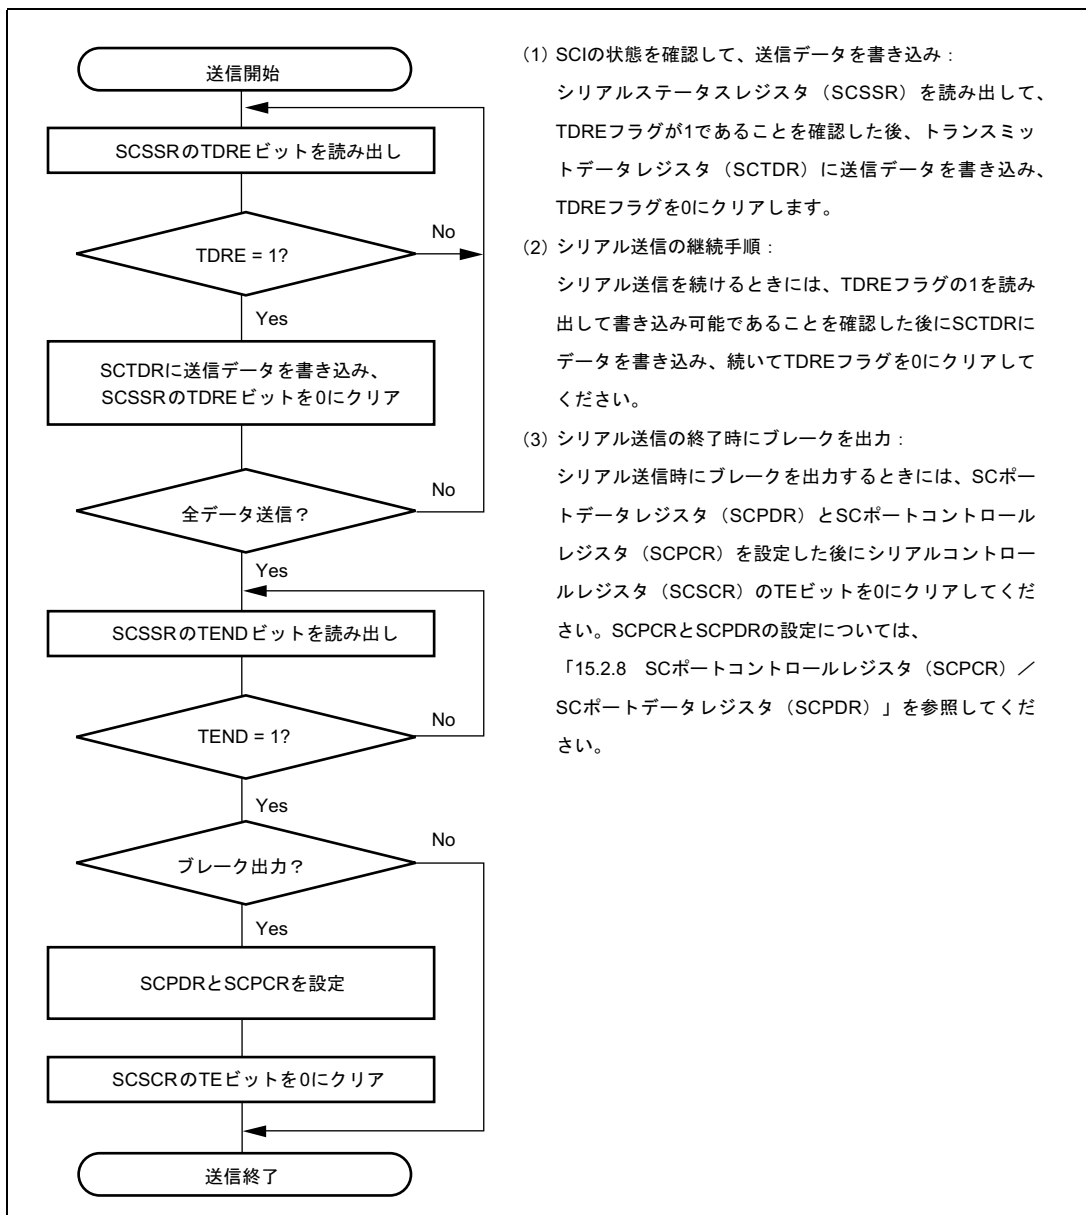 送信開始
SCSSRのTDREビットを読み出し
TDRE = 1?
No
Yes
SCTDRに送信データを書き込み、
SCSSRのTDREビットを0にクリア
全データ送信？
No
Yes
SCSSRのTENDビットを読み出し
TEND = 1?
No
Yes
ブレーク出力？
No
Yes
SCPDRとSCPCRを設定
SCSCRのTEビットを0にクリア
送信終了
（1）SCIの状態を確認して、送信データを書き込み：
シリアルステータスレジスタ（SCSSR）を読み出して、
TDREフラグが1であることを確認した後、トランスミッ
トデータレジスタ（SCTDR）に送信データを書き込み、
TDREフラグを0にクリアします。
（2）シリアル送信の継続手順：
シリアル送信を続けるときには、TDREフラグの1を読み
出して書き込み可能であることを確認した後にSCTDRに
データを書き込み、続いてTDREフラグを0にクリアして
ください。
（3）シリアル送信の終了時にブレークを出力：
シリアル送信時にブレークを出力するときには、SCポー
トデータレジスタ（SCPDR）とSCポートコントロール
レジスタ（SCPCR）を設定した後にシリアルコントロー
ルレジスタ（SCSCR）のTEビットを0にクリアしてくだ
さい。SCPCRとSCPDRの設定については、
「15.2.8　SCポートコントロールレジスタ（SCPCR）／
SCポートデータレジスタ（SCPDR）」を参照してくだ
さい。